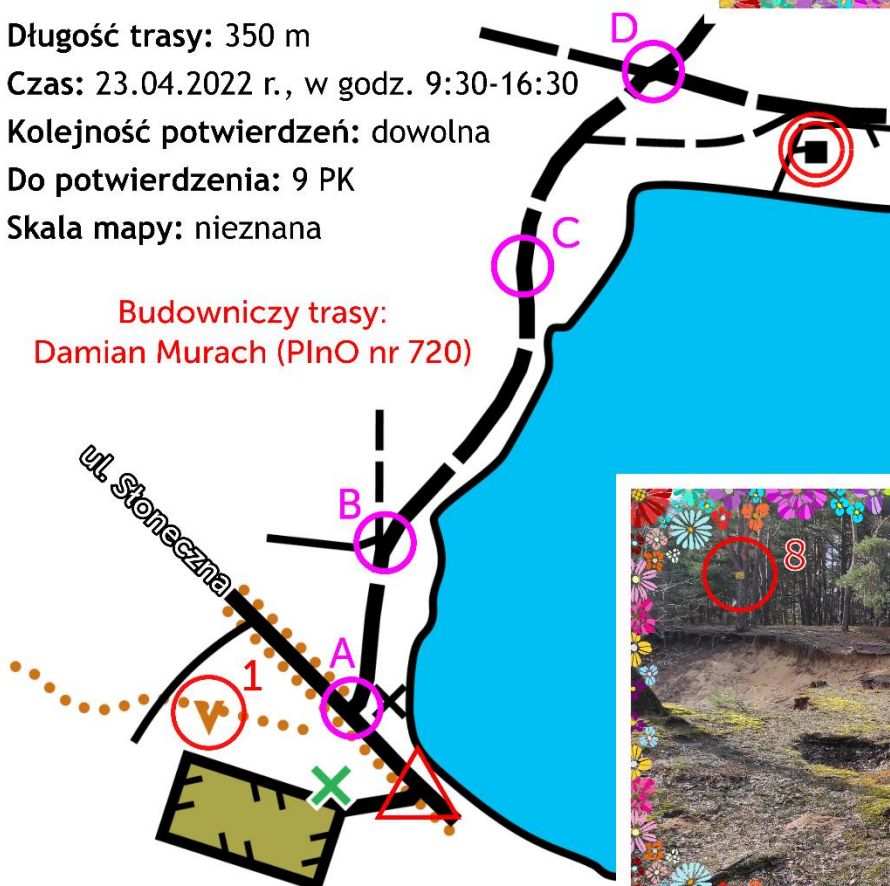 Długość trasy: 350 m
Czas: 23.04.2022 r., w godz. 9:30-16:30
Kolejność potwierdzeń: dowolna
Do potwierdzenia: 9 PK
Skala mapy: nieznana
Budowniczy trasy:
Damian Murach (PInO nr 720)
D
C
B
ul. Słoneczna
A
1
8